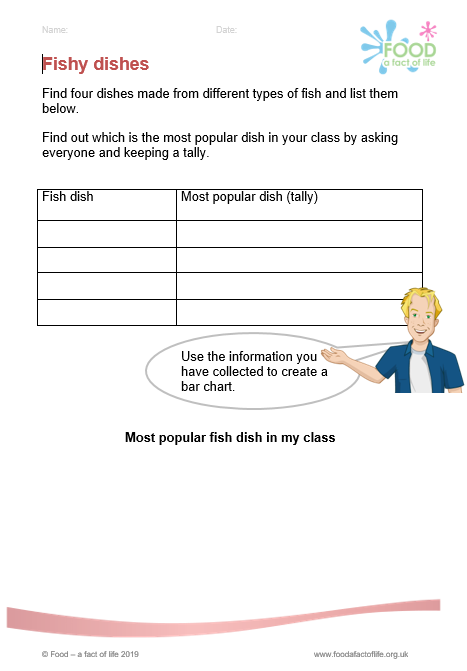 Name:
Date:
FOOD
a fact of life
Fishy dishes
Find four dishes made from different types of fish and list them
below.
Find out which is the most popular dish in your class by asking
everyone and keeping a tally.
Fish dish
Most popular dish (tally)
Use the information you
have collected to create a
bar chart.
Most popular fish dish in my class
© Food – a fact of life 2019
www.foodafactoflife.org.uk